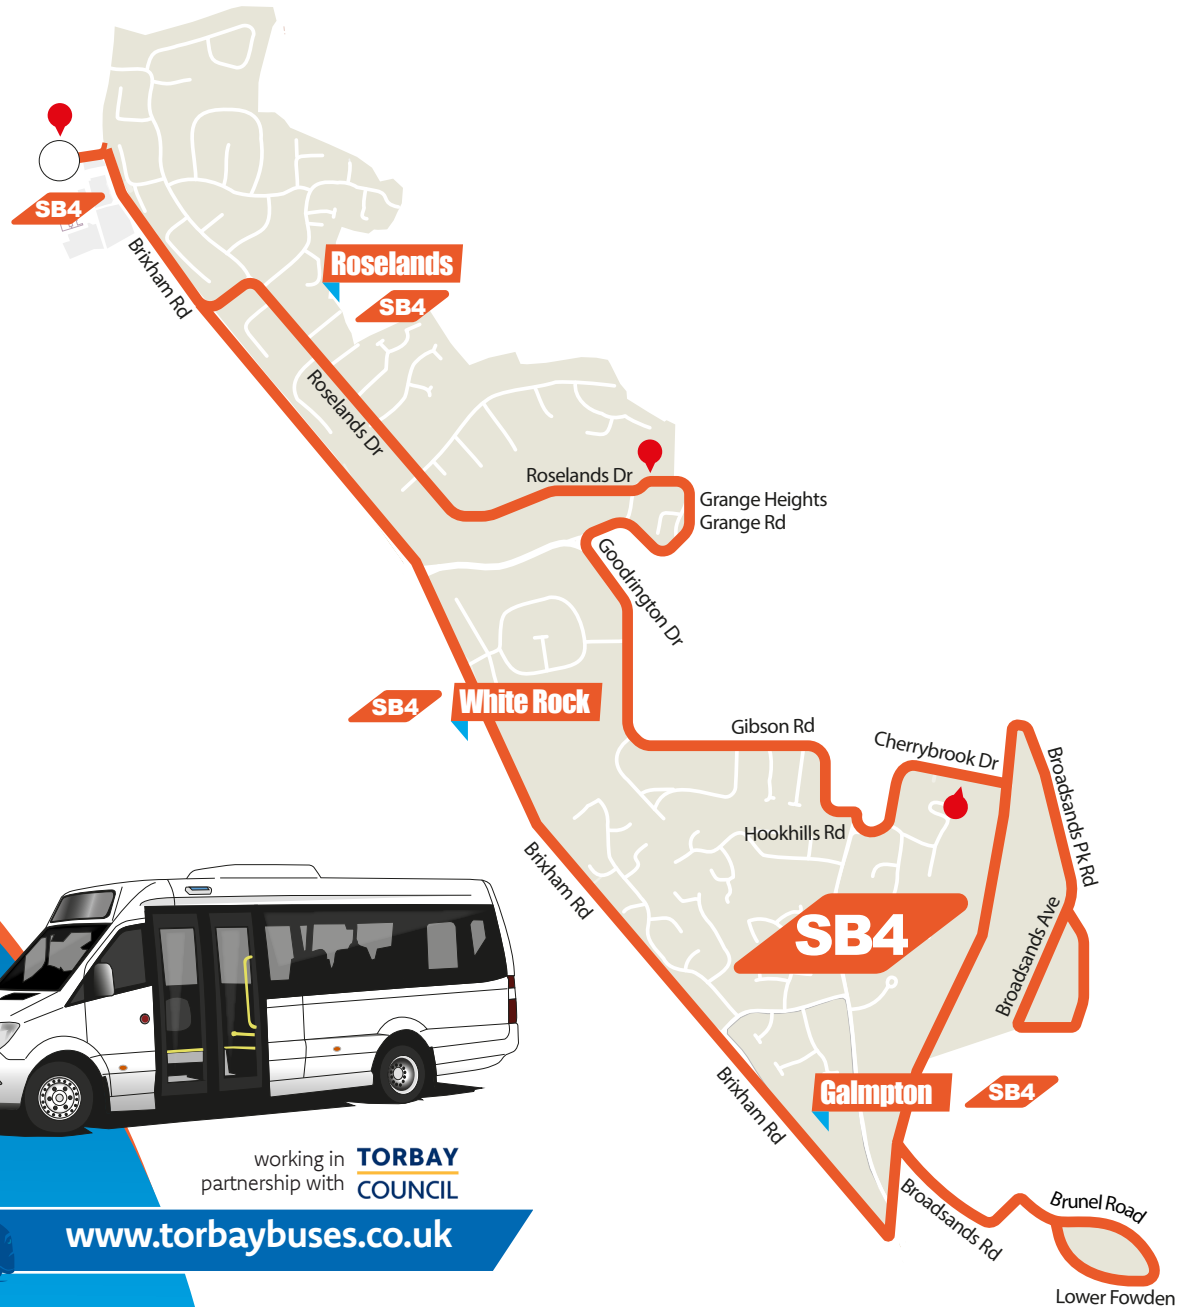 SB4
Brixham Rd
Roselands
SB4
Roselands Dr
Roselands Dr
Grange Heights
Grange Rd
Goodrington Dr
SB4
White Rock
Gibson Rd
Cherrybrook Dr
Broadsands Pk Rd
Hookhills Rd
Brixham Rd
SB4
Broadsands Ave
Brixham Rd
Galmpton
SB4
Broadsands Rd
Brunel Road
Lower Fowden
working in
partnership with
TORBAY
COUNCIL
www.torbaybuses.co.uk